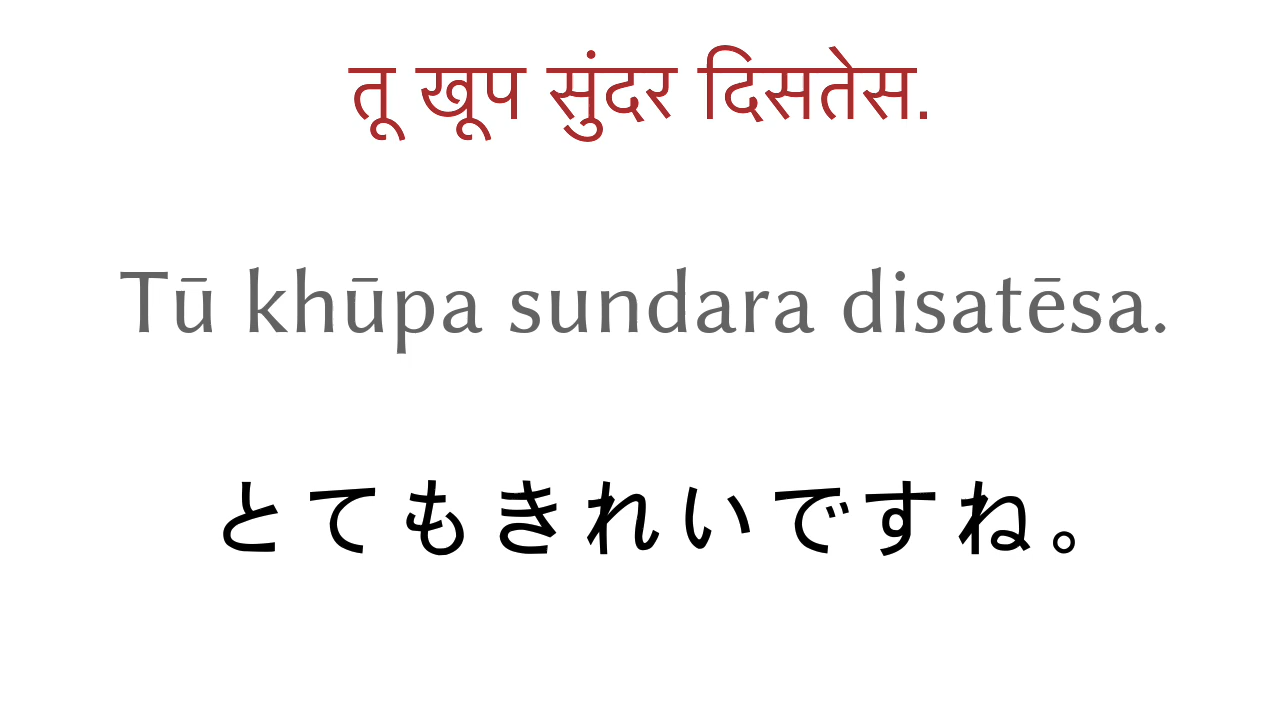 तू खूप सुंदर दिसतेस.
Tū khūpa sundara disatēsa.
とてもきれいですね。